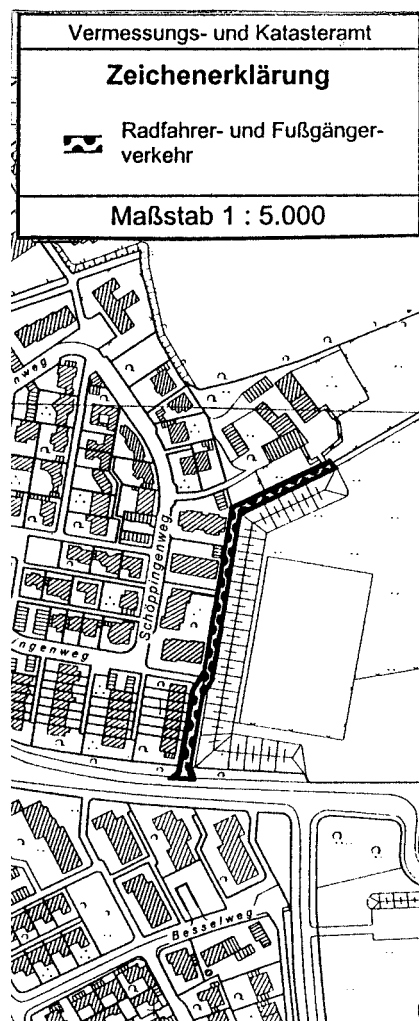 Vermessungs- und Katasteramt
Zeichenerklärung
Radfahrer- und Fußgänger-
verkehr
Maßstab 1 : 5.000
Schöppingenweg
Besselweg